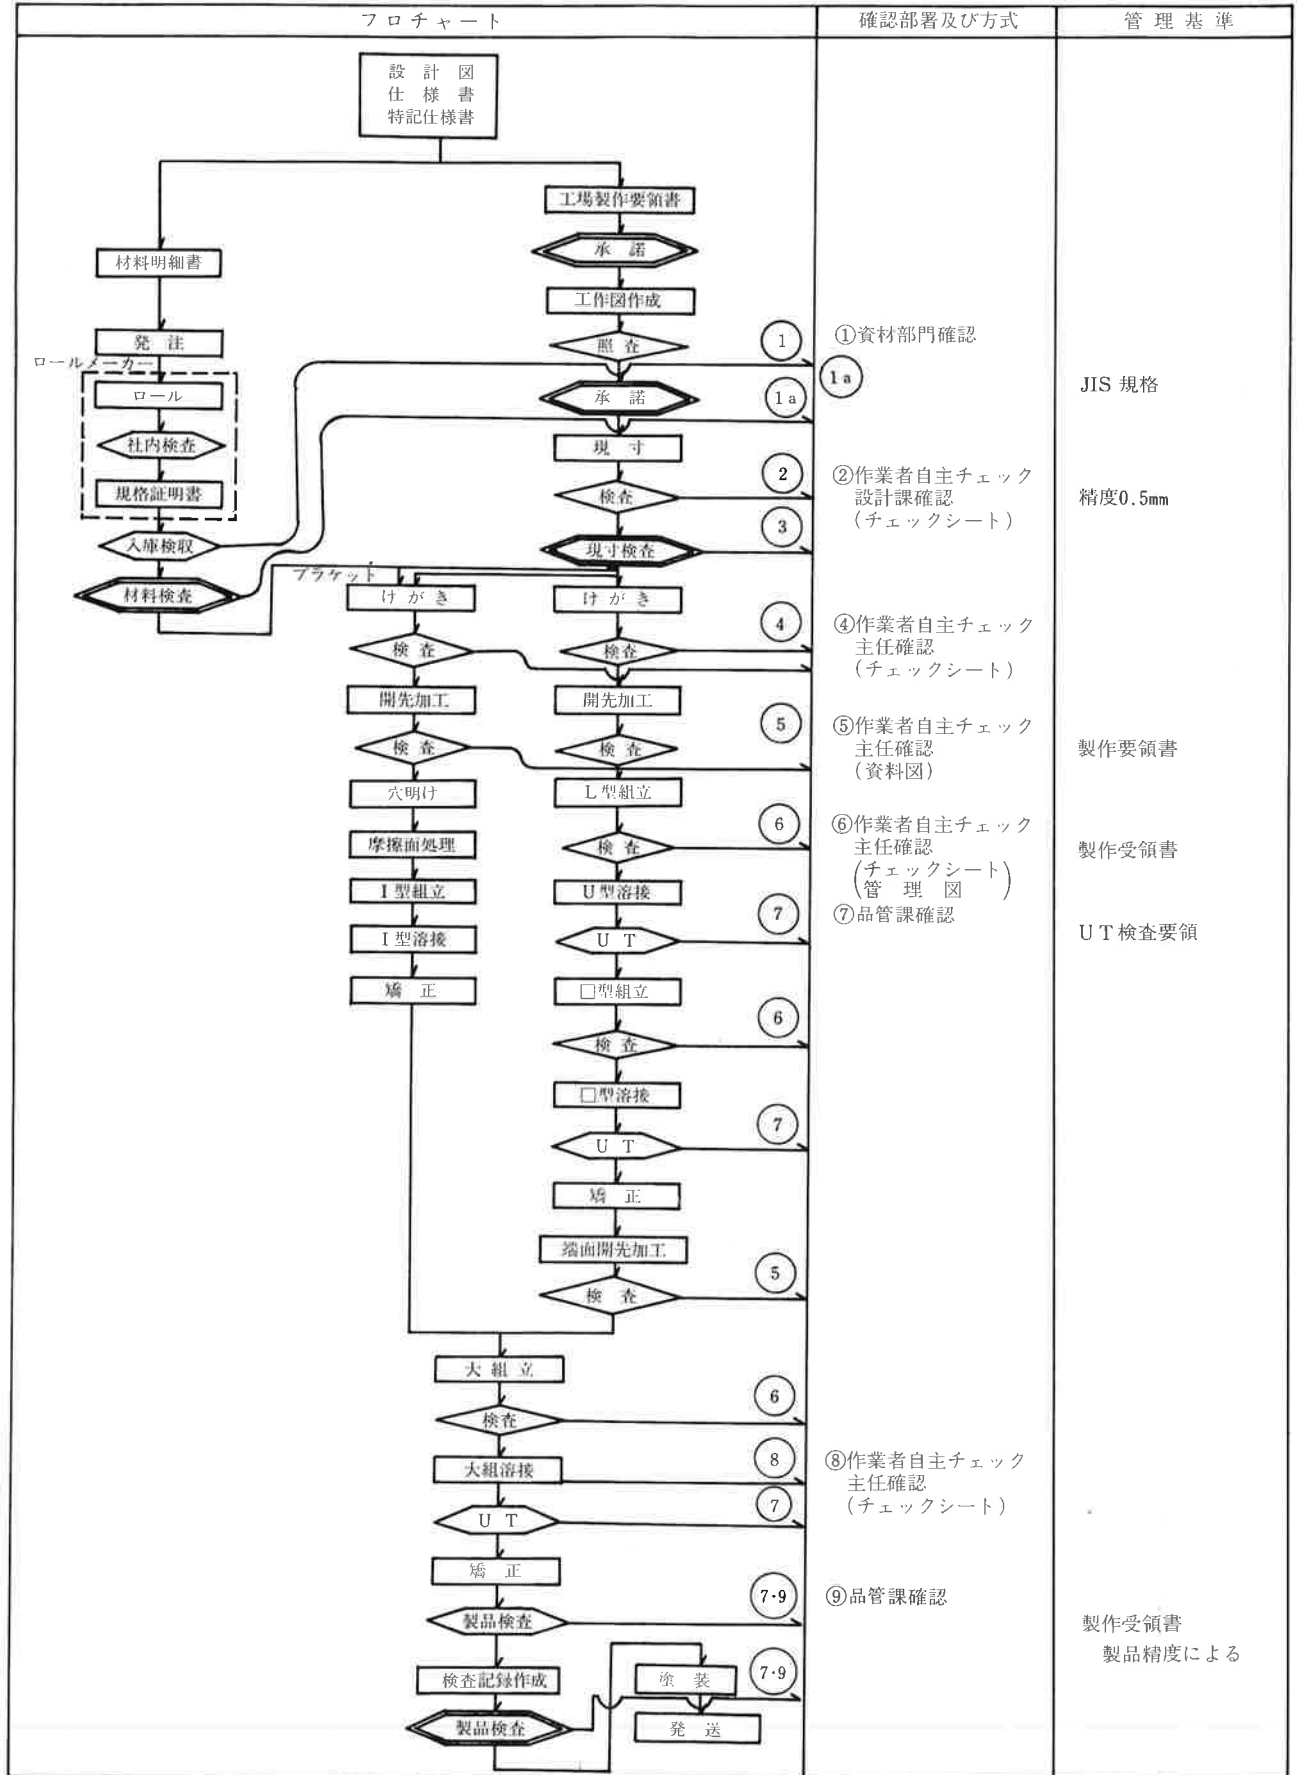 フロチャート
確認部署及び方式
管理基準
設計図
仕様書
特記仕様書
工場製作要領書
承諾
材料明細書
工作図作成
発注
照査
①
①資材部門確認
ロールメーカー
1a
ロール
承諾
1a
JIS 規格
社内検査
現寸
規格証明書
検査
②
②作業者自主チェック
設計課確認
(チェックシート)
精度0.5mm
入庫検収
現寸検査
③
ブラケット
材料検査
けがき
けがき
検査
検査
④
④作業者自主チェック
主任確認
(チェックシート)
開先加工
開先加工
検査
検査
⑤
⑤作業者自主チェック
主任確認
(資料図)
製作要領書
穴明け
L型組立
摩擦面処理
検査
⑥
⑥作業者自主チェック
主任確認
(チェックシート
管理図)
製作受領書
I型組立
U型溶接
I型溶接
UT
⑦
⑦品管課確認
UT検査要領
矯正
□型組立
検査
⑥
□型溶接
UT
⑦
矯正
端面開先加工
検査
⑤
大組立
検査
⑥
大組溶接
⑧
⑧作業者自主チェック
主任確認
(チェックシート)
UT
⑦
矯正
製品検査
7・9
⑨品管課確認
製作受領書
製品精度による
検査記録作成
塗装
7・9
製品検査
発送